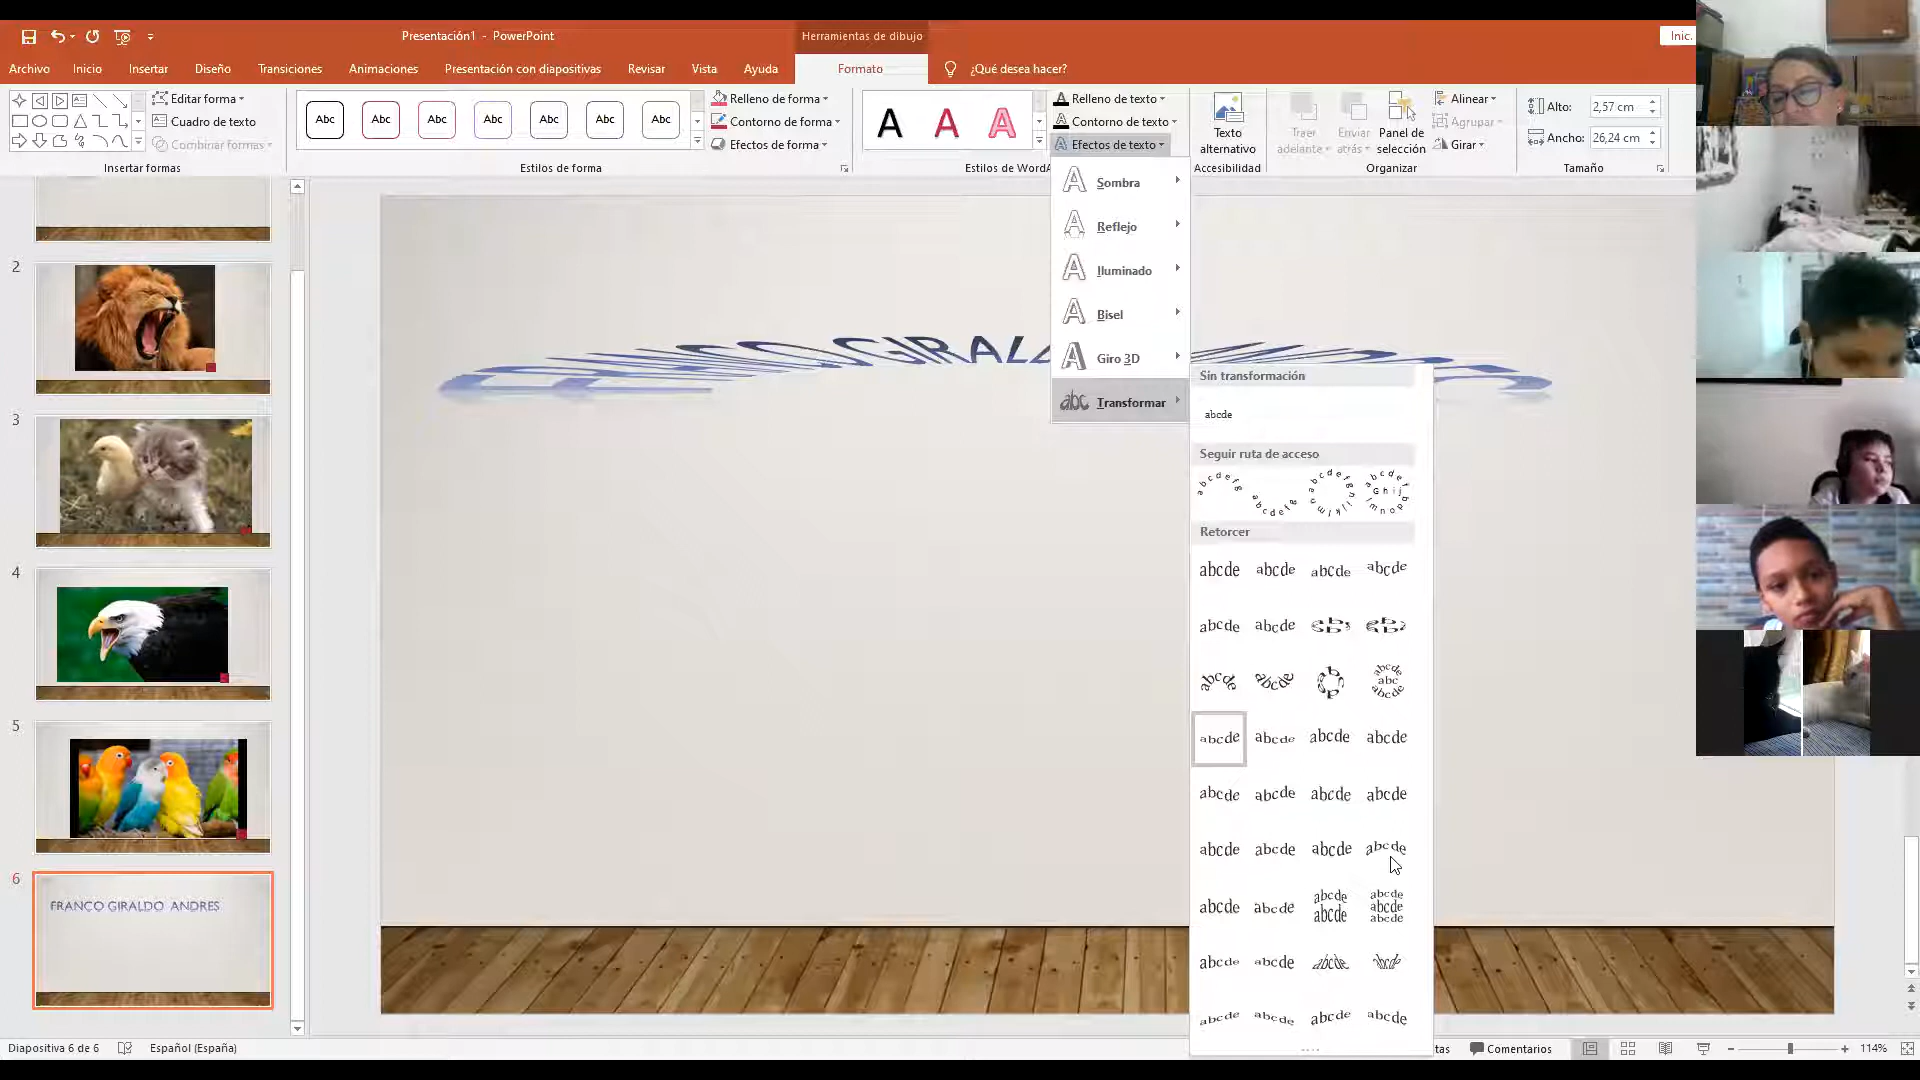 Presentación1 - PowerPoint
Herramientas de dibujo
Inic.
Archivo Inicio Insertar Diseño Transiciones Animaciones Presentación con diapositivas Revisar Vista Ayuda Formato ¿Qué desea hacer?
Editar forma
Cuadro de texto
Combinar formas
Insertar formas
Abc Abc Abc Abc Abc Abc Abc
Estilos de forma
Relleno de forma
Contorno de forma
Efectos de forma
A A A
Estilos de WordA
Relleno de texto
Contorno de texto
Efectos de texto
Texto
alternativo
Accesibilidad
Traer
adelante
Enviar
atrás
Panel de
selección
Alinear
Agrupar
Girar
Organizar
Alto: 2,57 cm
Ancho: 26,24 cm
Tamaño
Sombra
Reflejo
Iluminado
Bisel
Giro 3D
Transformar
Sin transformación
abcde
Seguir ruta de acceso
Retorcer
abcde abcde abcde abcde
abcde abcde
abcde abcde
abcde abcde abcde abcde
abcde abcde abcde abcde
abcde abcde abcde abcde
abcde abcde abcde abcde
abcde abcde abcde abcde
abcde abcde abcde abcde
2
3
4
5
6
FRANCO GIRALDO ANDRES
Diapositiva 6 de 6 Español (España)
tas Comentarios 114%